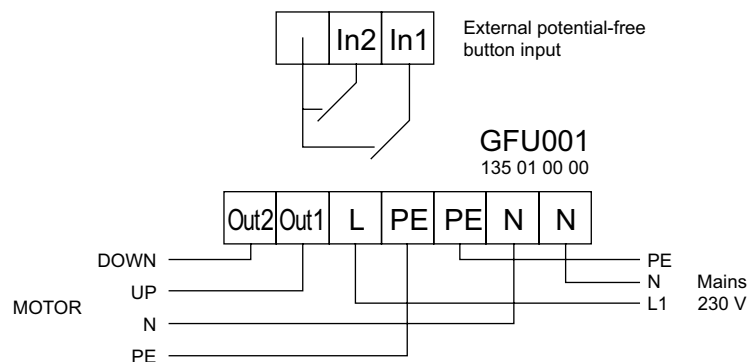 In2 In1
External potential-free
button input
GFU001
135 01 00 00
Out2 Out1 L PE PE N N
DOWN
UP
MOTOR
N
PE
PE
N
L1
Mains
230 V